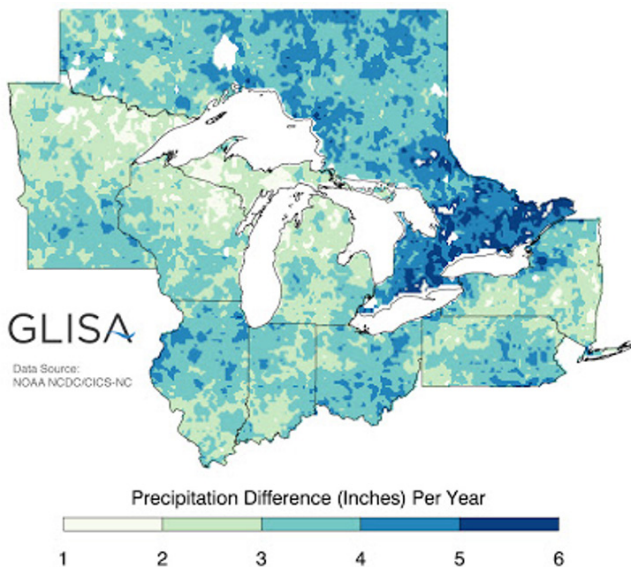 GLISA
Data Source:
NOAA NCDC/CICS-NC
Precipitation Difference (Inches) Per Year
1 2 3 4 5 6